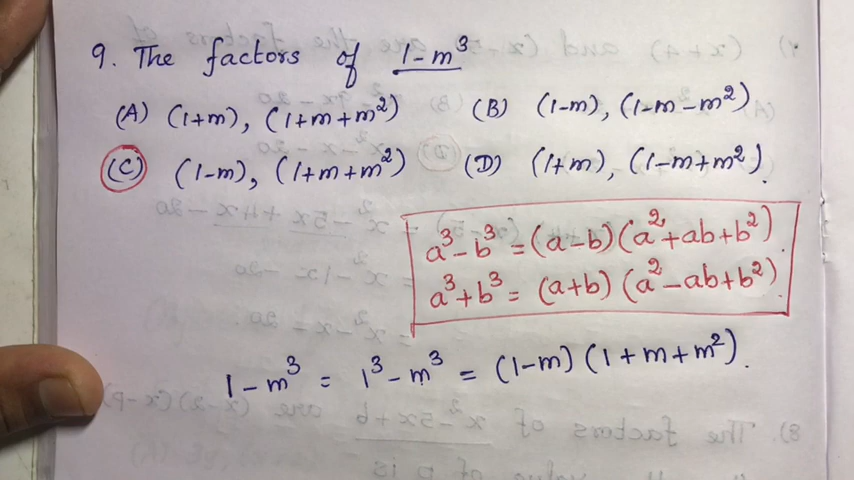 9. The factors of 1-m³
(A) (1+m), (1+m+m²) (B) (1-m), (1-m-m²)
(C) (1-m), (1+m+m²) (D) (1+m), (1-m+m²).
a³-b³ = (a-b)(a²+ab+b²).
a³+b³ = (a+b)(a²-ab+b²).
1-m³ = 1³-m³ = (1-m)(1+m+m²).